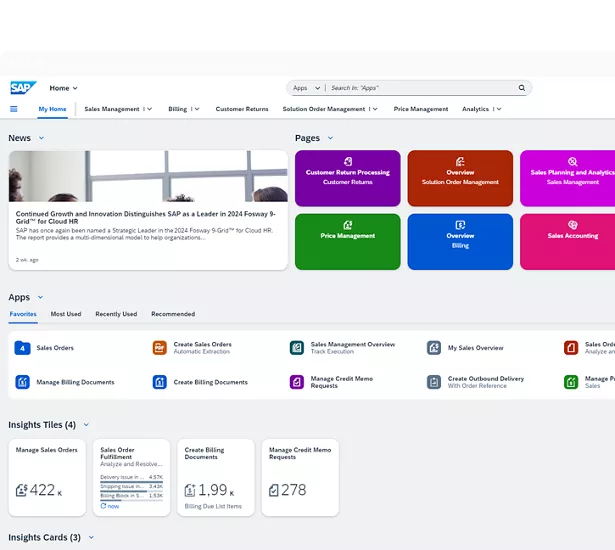 SAP Home
Apps Search In: "Apps"
My Home Sales Management Billing Customer Returns Solution Order Management Price Management Analytics
News
Continued Growth and Innovation Distinguishes SAP as a Leader in 2024 Fosway 9-
Grid™ for Cloud HR
SAP has once again been named a Strategic Leader in the 2024 Fosway 9-Grid™ for Cloud HR.
The report provides a multi-dimensional model to help organizations...
2 wk. ago
Pages
Customer Return Processing
Customer Returns
Overview
Solution Order Management
Sales Planning and Analytics
Sales Management
Price Management
Overview
Billing
Sales Accounting
Apps
Favorites Most Used Recently Used Recommended
4 Sales Orders
PDF Create Sales Orders
Automatic Extraction
Sales Management Overview
Track Execution
My Sales Overview
Sales Ord
Analyze an
Manage Billing Documents
Create Billing Documents
Manage Credit Memo
Requests
Create Outbound Delivery
With Order Reference
Manage P
Sales
Insights Tiles (4)
Manage Sales Orders
422 K
Sales Order
Fulfillment
Analyze and Resolve...
Delivery Issue in ... 4.57K
Shipping Issue in... 3.43K
Billing Block in S... 1.53K
now
Create Billing
Documents
1,99 K
Billing Due List Items
Manage Credit Memo
Requests
278
Insights Cards (3)